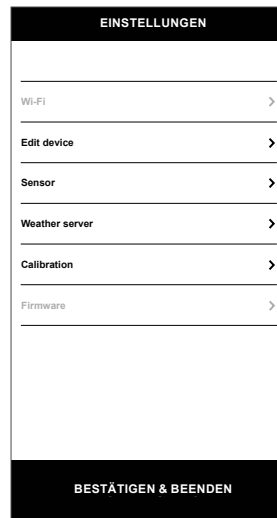 EINSTELLUNGEN
Wi-Fi
Edit device
Sensor
Weather server
Calibration
Firmware
BESTÄTIGEN & BEENDEN